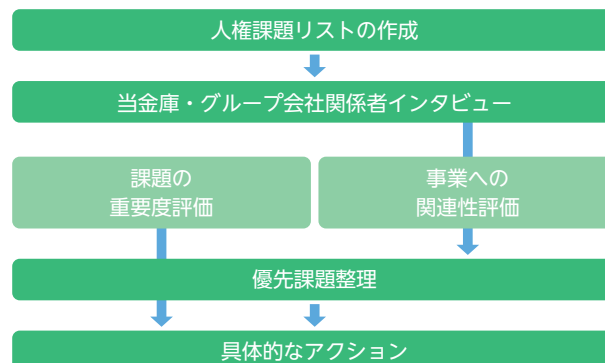 人権課題リストの作成
当金庫・グループ会社関係者インタビュー
課題の
重要度評価
事業への
関連性評価
優先課題整理
具体的なアクション